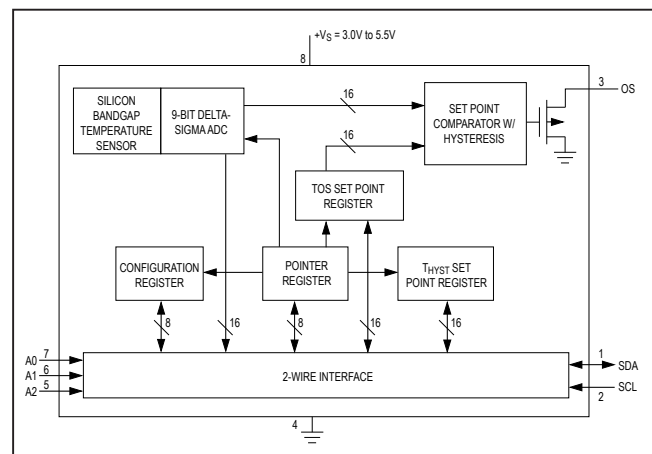 +VS = 3.0V to 5.5V
8
SILICON
BANDGAP
TEMPERATURE
SENSOR
9-BIT DELTA-
SIGMA ADC
16
16
SET POINT
COMPARATOR W/
HYSTERESIS
3
OS
TOS SET POINT
REGISTER
CONFIGURATION
REGISTER
POINTER
REGISTER
THYST SET
POINT REGISTER
8
16
8
16
16
A0
7
A1
6
A2
5
2-WIRE INTERFACE
1
SDA
SCL
2
4